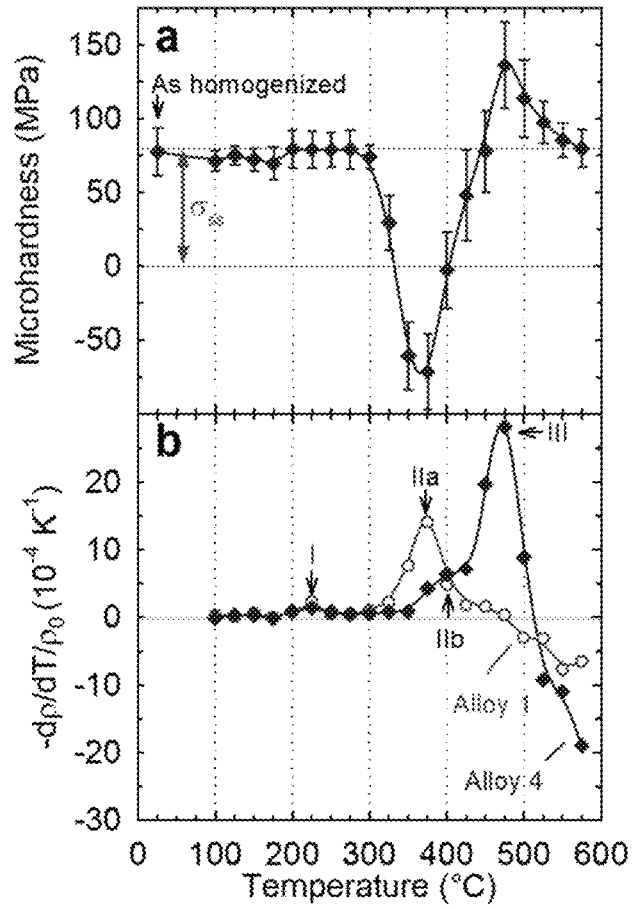 a
As homogenized
σ∞
Microhardness (MPa)
150
100
50
0
-50
b
III
IIa
IIb
Alloy 1
Alloy 4
-dρ/dT/ρ₀ (10⁻⁴ K⁻¹)
20
10
0
-10
-20
-30
0 100 200 300 400 500 600
Temperature (°C)